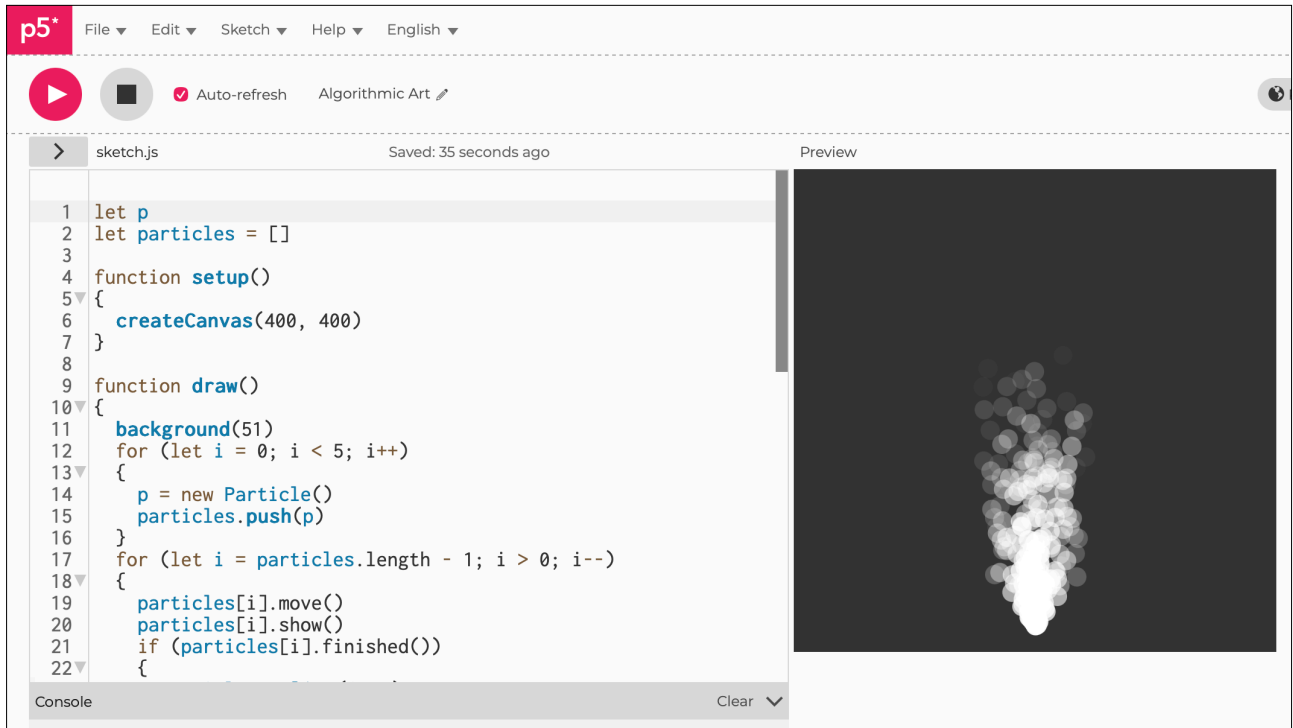 p5* File Edit Sketch Help English
Auto-refresh Algorithmic Art
sketch.js Saved: 35 seconds ago Preview
1 let p
2 let particles = []
3
4 function setup()
5 {
6 createCanvas(400, 400)
7 }
8
9 function draw()
10 {
11 background(51)
12 for (let i = 0; i < 5; i++)
13 {
14 p = new Particle()
15 particles.push(p)
16 }
17 for (let i = particles.length - 1; i > 0; i--)
18 {
19 particles[i].move()
20 particles[i].show()
21 if (particles[i].finished())
22 {
Console Clear